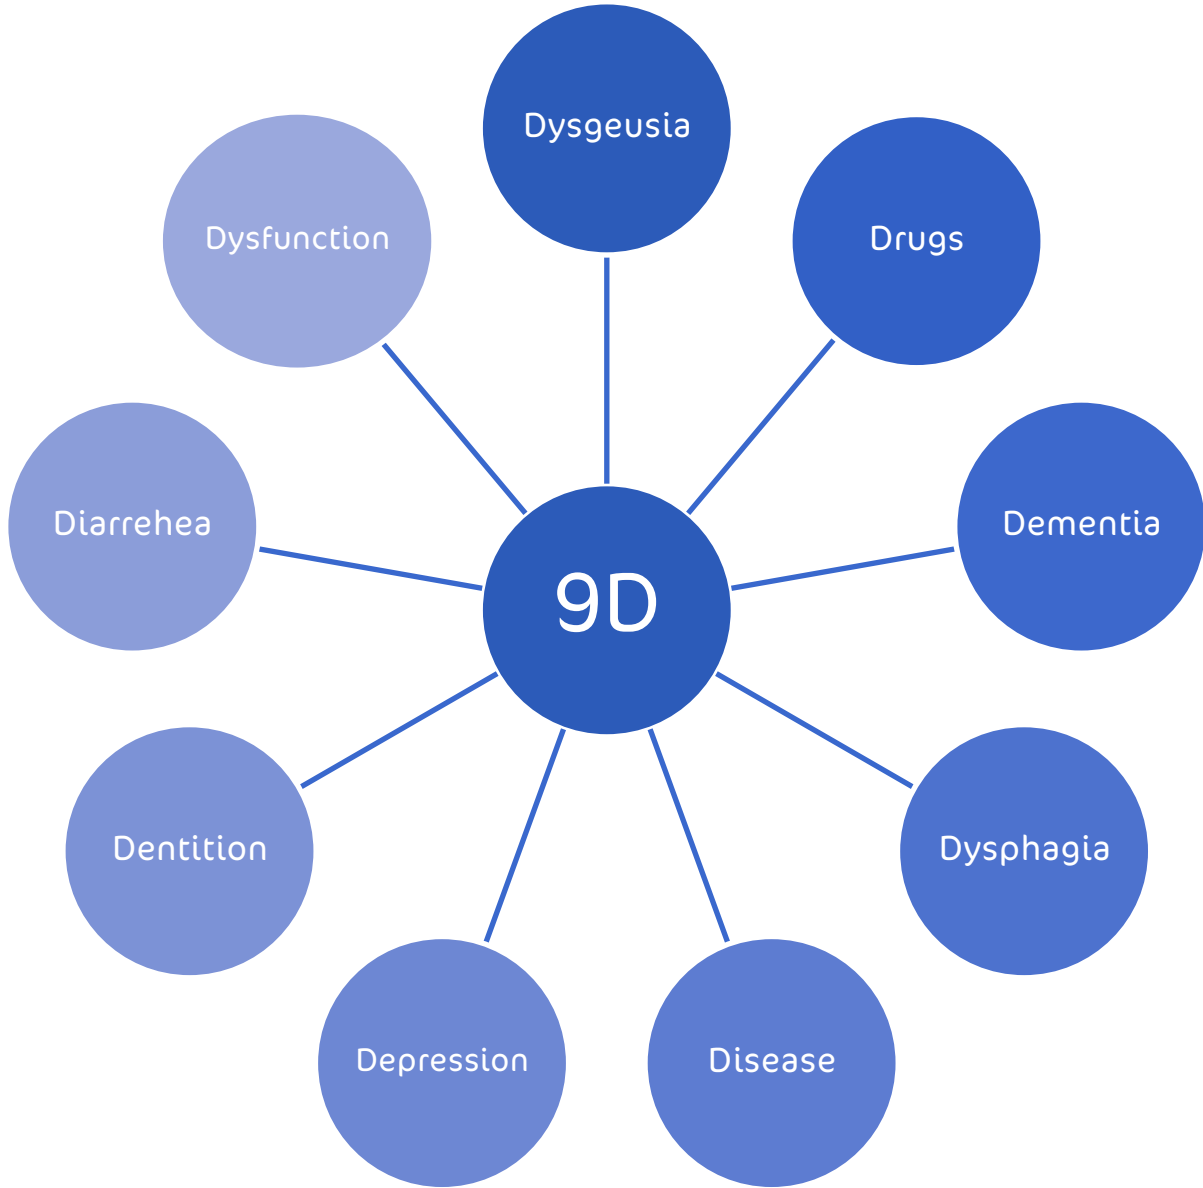 Dysgeusia
Drugs
Dementia
Dysphagia
Disease
Depression
Dentition
Diarrehea
Dysfunction
9D